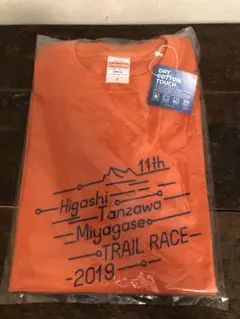 DRY
COTTON
TOUCH
11th
Higashi
Tanzawa
Miyagase
TRAIL RACE
2019